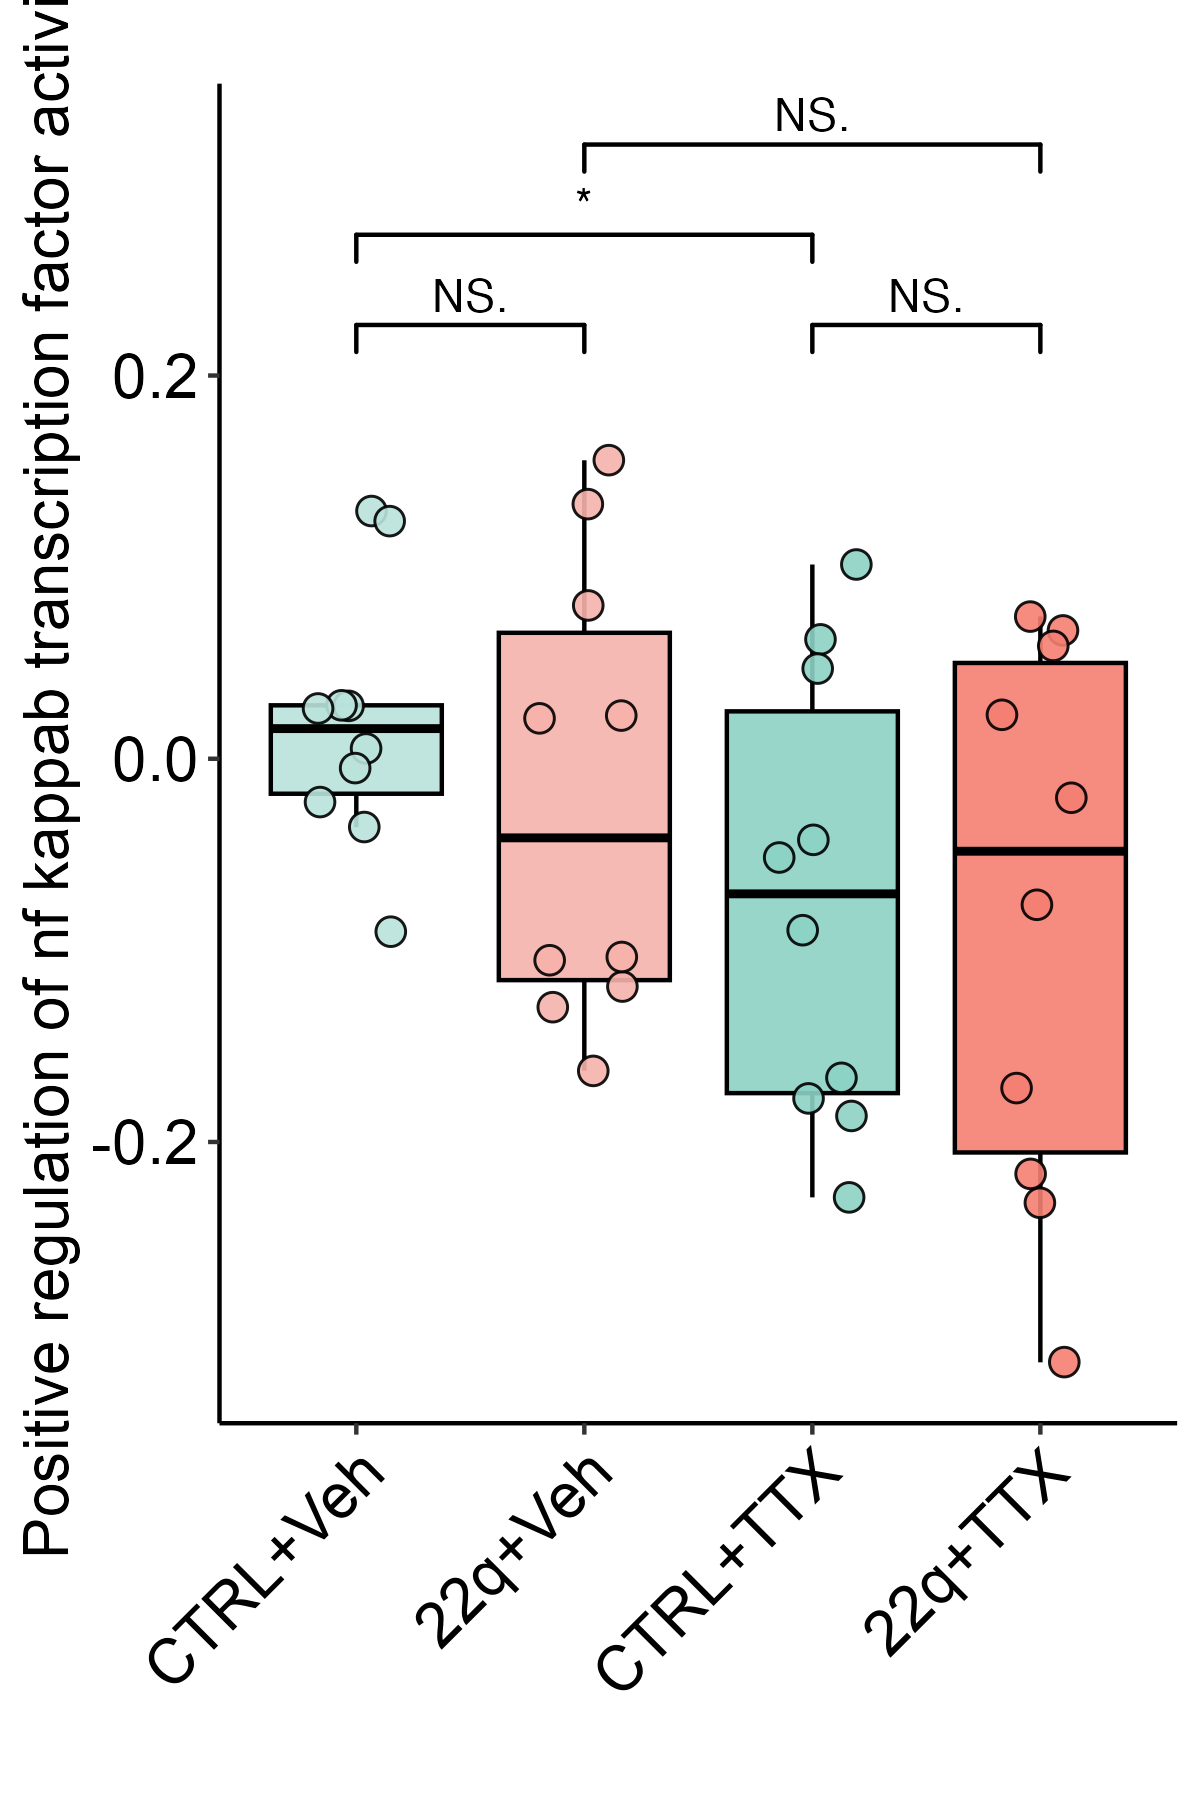 Positive regulation of nf kappab transcription factor activi
NS.
*
NS.
NS.
0.2
0.0
-0.2
CTRL+Veh
22q+Veh
CTRL+TTX
22q+TTX